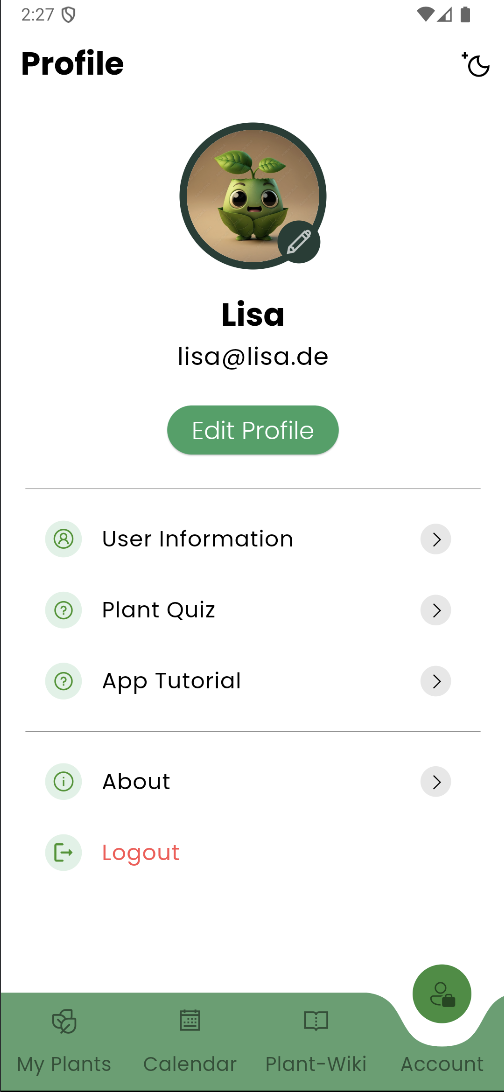 2:27
Profile
Lisa
lisa@lisa.de
Edit Profile
User Information
Plant Quiz
App Tutorial
About
Logout
My Plants Calendar Plant-Wiki Account